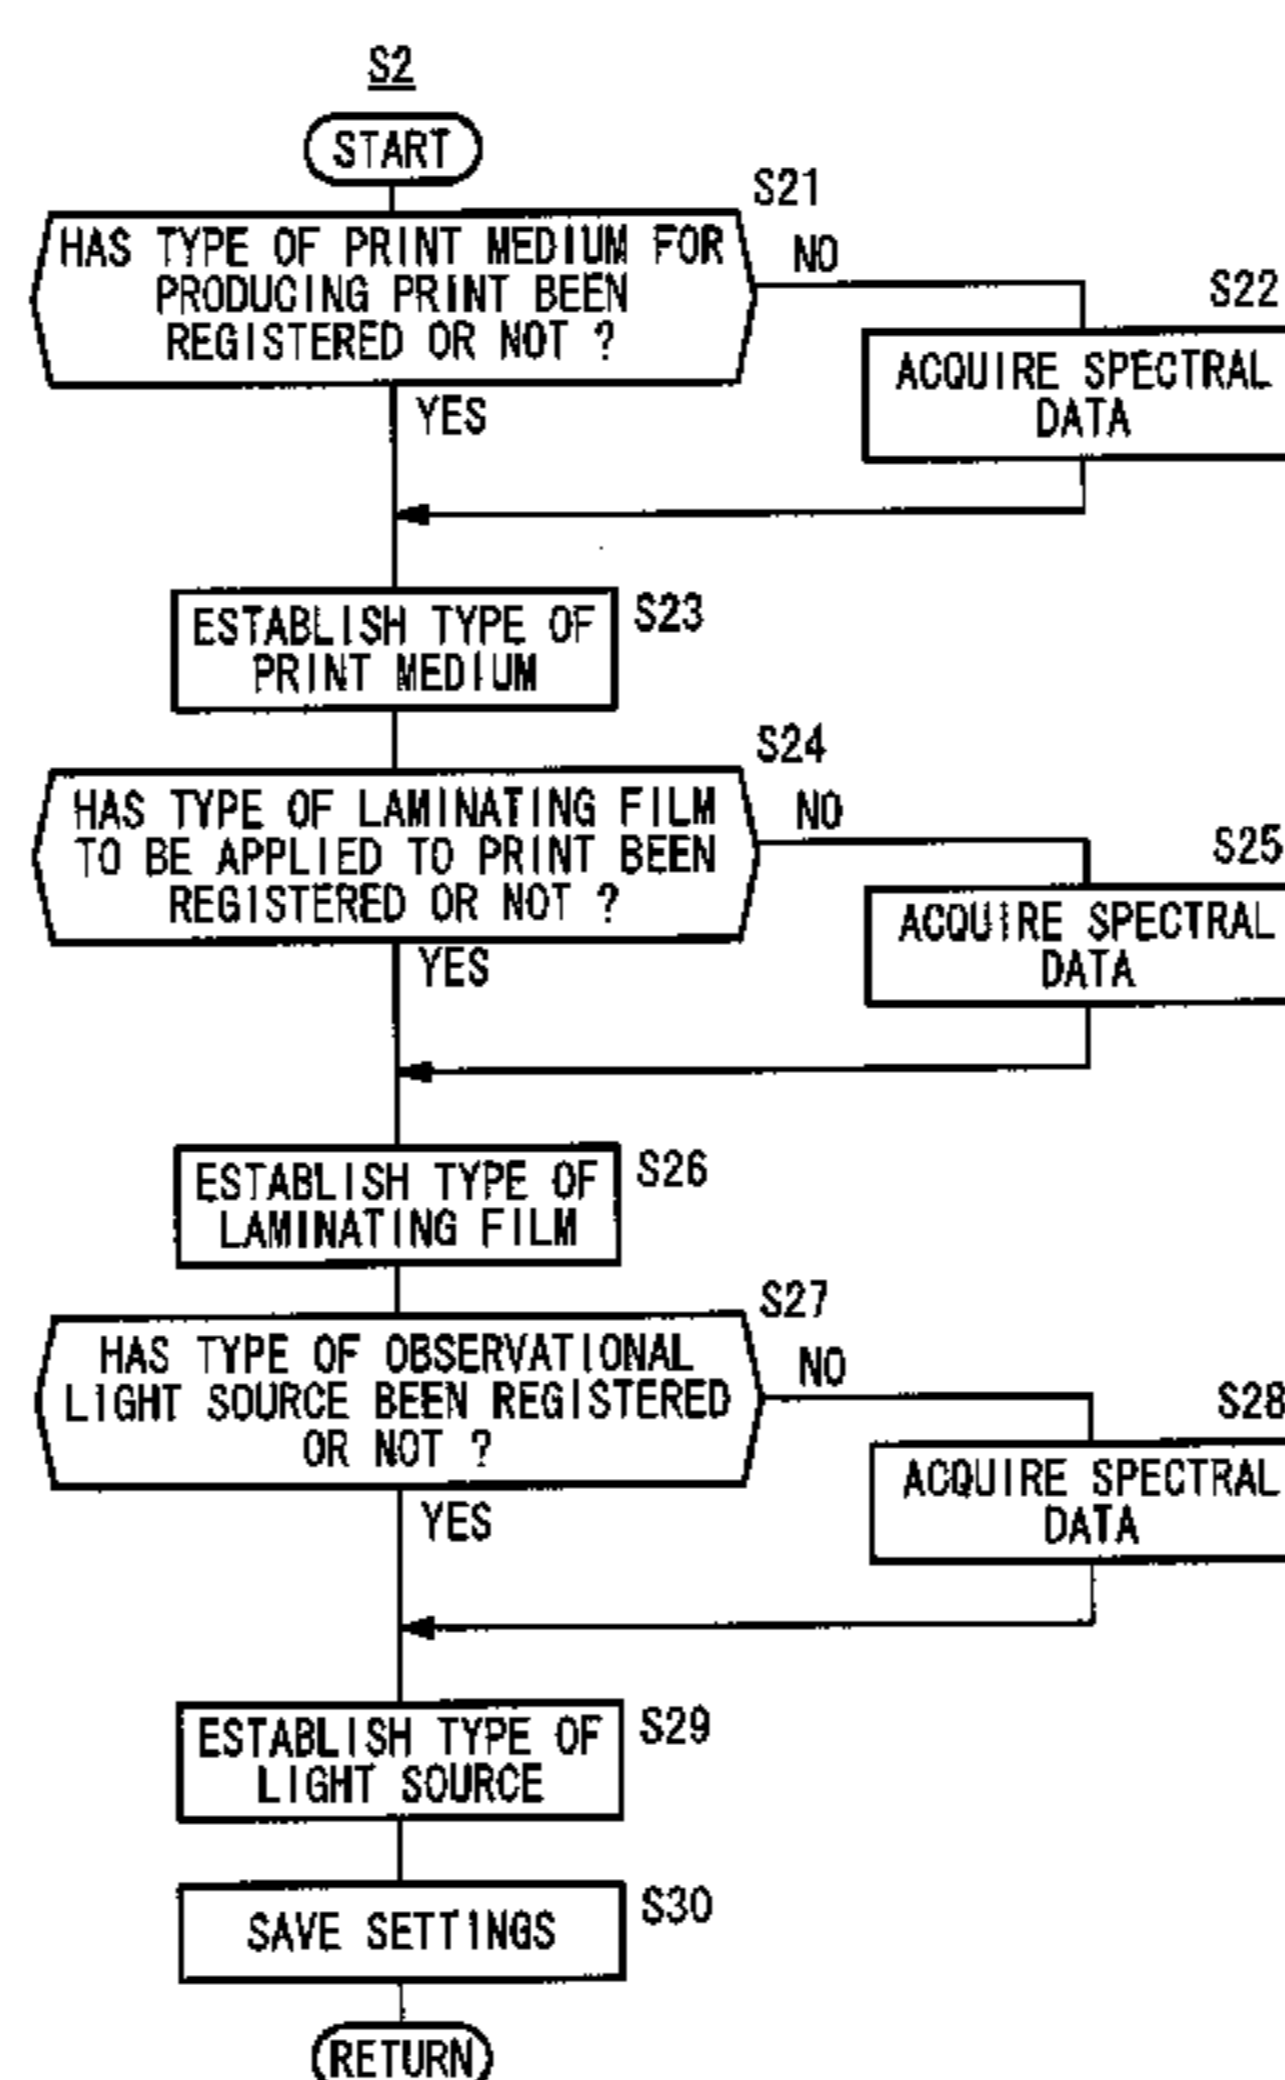 S2
START
S21
HAS TYPE OF PRINT MEDIUM FOR
PRODUCING PRINT BEEN
REGISTERED OR NOT ?
NO
YES
S22
ACQUIRE SPECTRAL
DATA
S23
ESTABLISH TYPE OF
PRINT MEDIUM
S24
HAS TYPE OF LAMINATING FILM
TO BE APPLIED TO PRINT BEEN
REGISTERED OR NOT ?
NO
YES
S25
ACQUIRE SPECTRAL
DATA
S26
ESTABLISH TYPE OF
LAMINATING FILM
S27
HAS TYPE OF OBSERVATIONAL
LIGHT SOURCE BEEN REGISTERED
OR NOT ?
NO
YES
S28
ACQUIRE SPECTRAL
DATA
S29
ESTABLISH TYPE OF
LIGHT SOURCE
S30
SAVE SETTINGS
RETURN